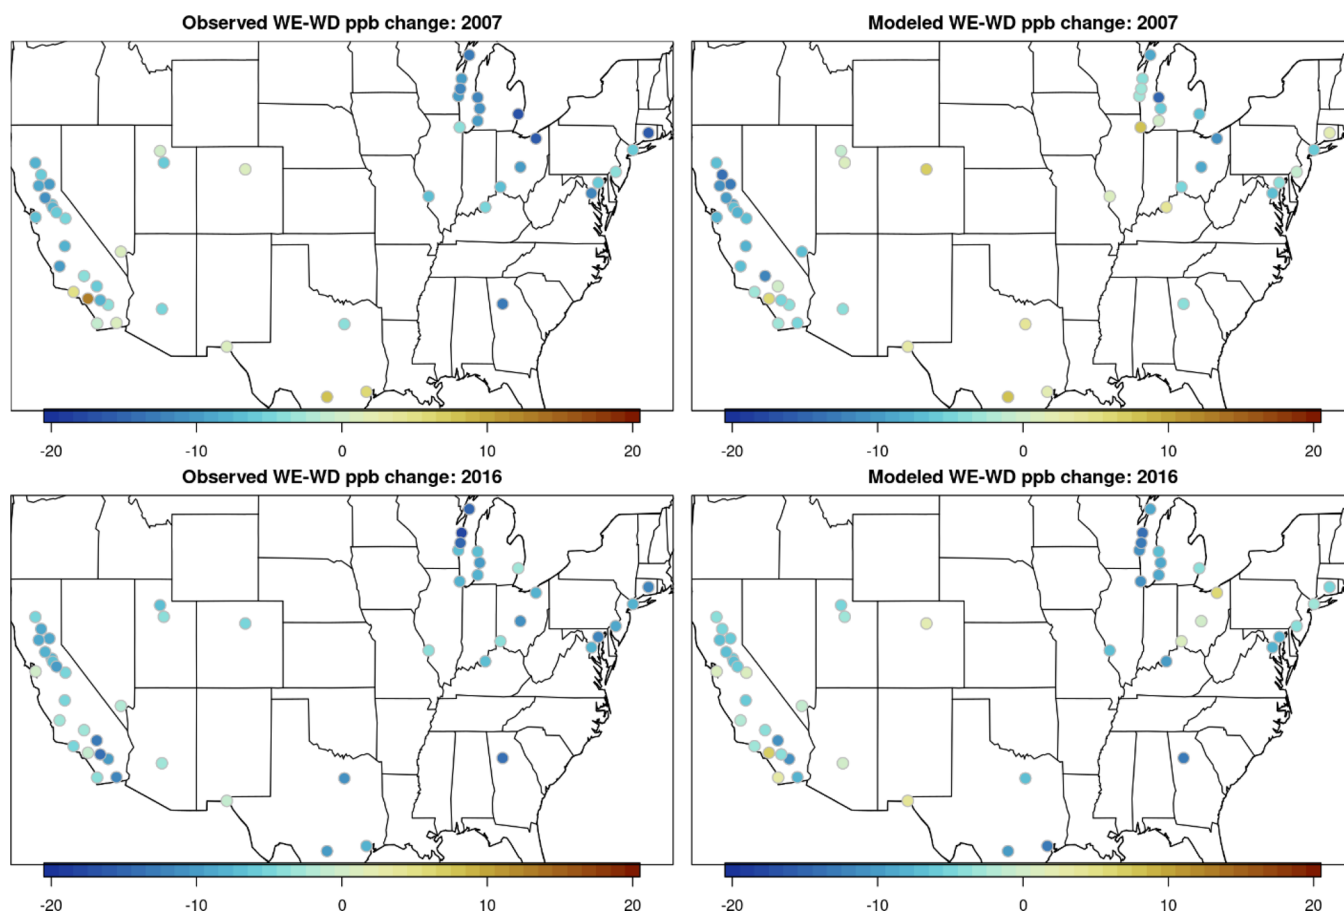 Observed WE-WD ppb change: 2007
Modeled WE-WD ppb change: 2007
-20 -10 0 10 20
-20 -10 0 10 20
Observed WE-WD ppb change: 2016
Modeled WE-WD ppb change: 2016
-20 -10 0 10 20
-20 -10 0 10 20